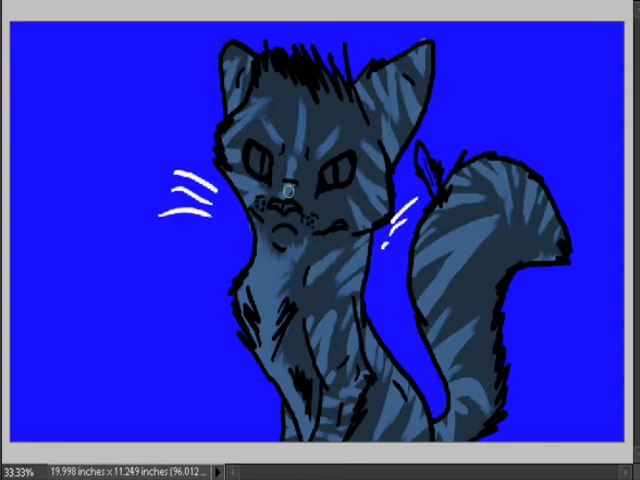 33.33% 19.998 inches x 11.249 inches (96.012 ...